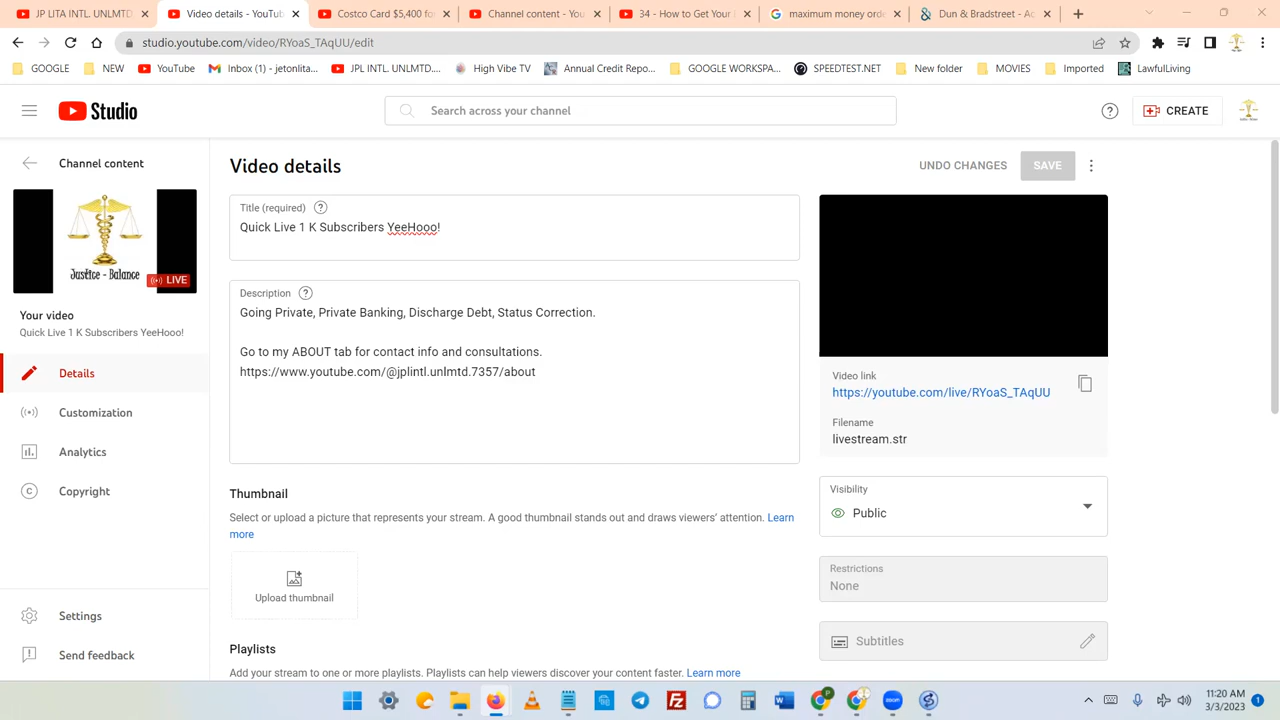 JP LITA INTL. UNLMTD
Video details - YouTub
Costco Card $5,400 fo
Channel content - You
34 - How to Get Your
maximum money orde
Dun & Bradstreet - Ac
studio.youtube.com/video/RYoaS_TAqUU/edit
GOOGLE
NEW
YouTube
Inbox (1) - jetonlita...
JPL INTL. UNLMTD....
High Vibe TV
Annual Credit Repo...
GOOGLE WORKSPA...
SPEEDTEST.NET
New folder
MOVIES
Imported
LawfulLiving
Studio
Search across your channel
CREATE
Channel content
Justice - Balance
LIVE
Your video
Quick Live 1 K Subscribers YeeHooo!
Details
Customization
Analytics
Copyright
Settings
Send feedback
Video details
UNDO CHANGES
SAVE
Title (required)
Quick Live 1 K Subscribers YeeHooo!
Description
Going Private, Private Banking, Discharge Debt, Status Correction.
Go to my ABOUT tab for contact info and consultations.
https://www.youtube.com/@jplintl.unlmtd.7357/about
Thumbnail
Select or upload a picture that represents your stream. A good thumbnail stands out and draws viewers' attention. Learn
more
Upload thumbnail
Playlists
Add your stream to one or more playlists. Playlists can help viewers discover your content faster. Learn more
Video link
https://youtube.com/live/RYoaS_TAqUU
Filename
livestream.str
Visibility
Public
Restrictions
None
Subtitles
11:20 AM
3/3/2023
1